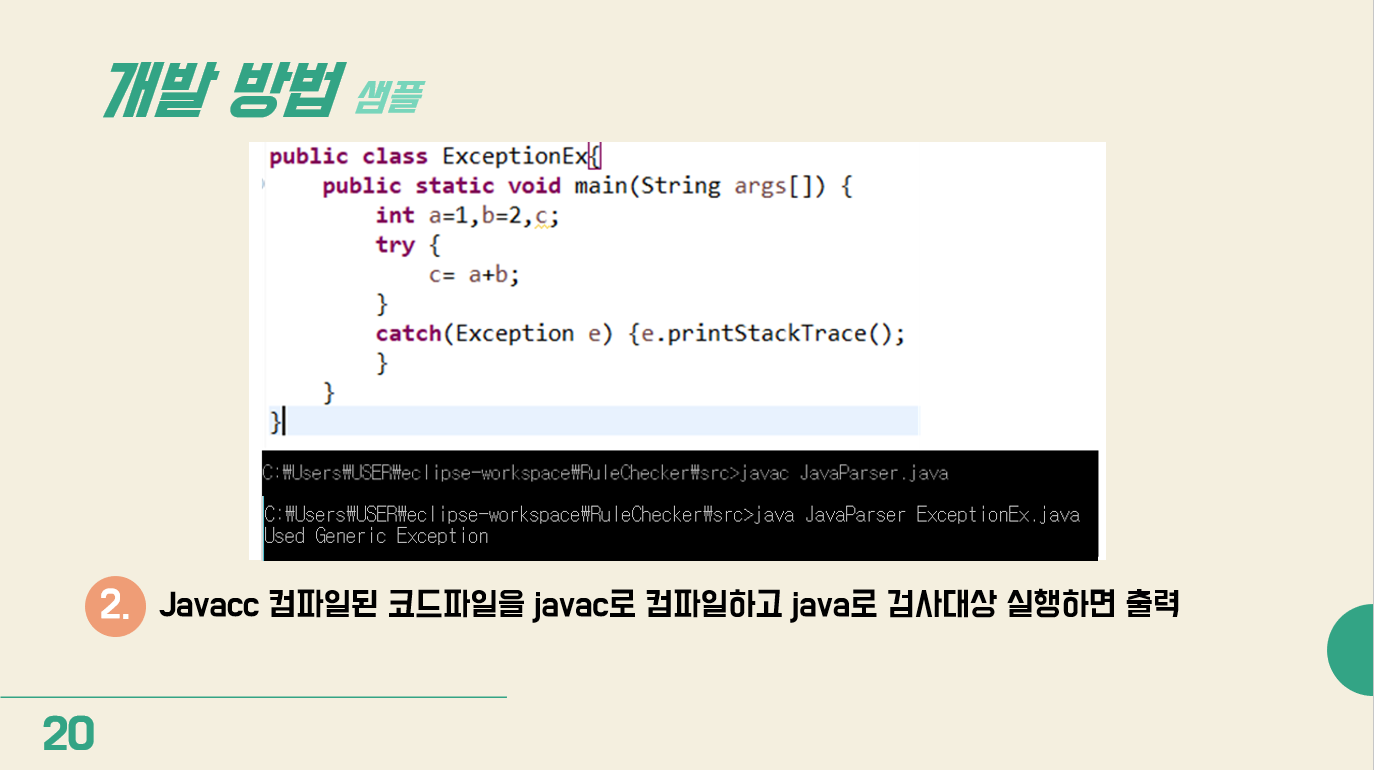 개발 방법 샘플
public class ExceptionEx{
public static void main(String args[]) {
int a=1,b=2,c;
try {
c= a+b;
}
catch(Exception e) {e.printStackTrace();
}
}
}
C:₩Users₩USER₩eclipse-workspace₩RuleChecker₩src>javac JavaParser.java
C:₩Users₩USER₩eclipse-workspace₩RuleChecker₩src>java JavaParser ExceptionEx.java
Used Generic Exception
2. Javacc 컴파일된 코드파일을 javac로 컴파일하고 java로 검사대상 실행하면 출력
20